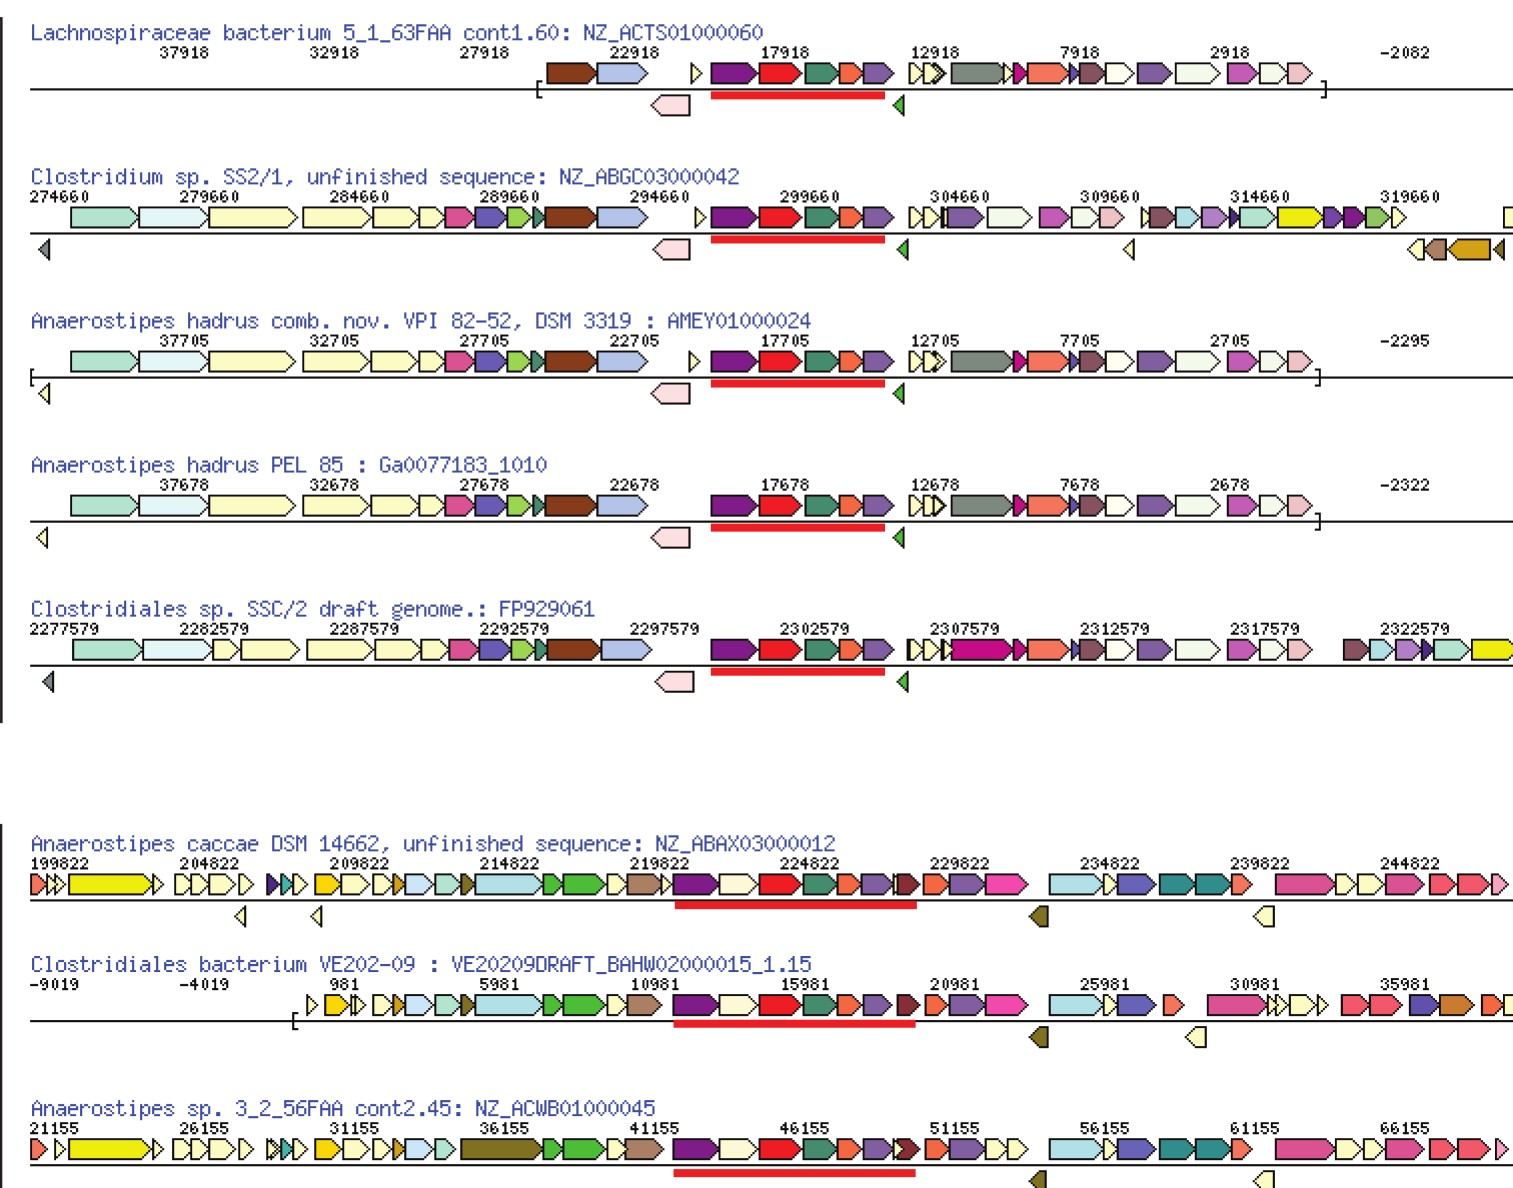 Lachnospiraceae bacterium 5_1_63FAA cont1.60: NZ_ACTS01000060
37918 32918 27918 22918 17918 12918 7918 2918 -2082
Clostridium sp. SS2/1, unfinished sequence: NZ_ABGC03000042
274660 279660 284660 289660 294660 299660 304660 309660 314660 319660
Anaerostipes hadrus comb. nov. VPI 82-52, DSM 3319 : AMEY01000024
37705 32705 27705 22705 17705 12705 7705 2705 -2295
Anaerostipes hadrus PEL 85 : Ga0077183_1010
37678 32678 27678 22678 17678 12678 7678 2678 -2322
Clostridiales sp. SSC/2 draft genome.: FP929061
2277579 2282579 2287579 2292579 2297579 2302579 2307579 2312579 2317579 2322579
Anaerostipes caccae DSM 14662, unfinished sequence: NZ_ABAX03000012
199822 204822 209822 214822 219822 224822 229822 234822 239822 244822
Clostridiales bacterium VE202-09 : VE20209DRAFT_BAHW02000015_1.15
-9019 -4019 981 5981 10981 15981 20981 25981 30981 35981
Anaerostipes sp. 3_2_56FAA cont2.45: NZ_ACWB01000045
21155 26155 31155 36155 41155 46155 51155 56155 61155 66155